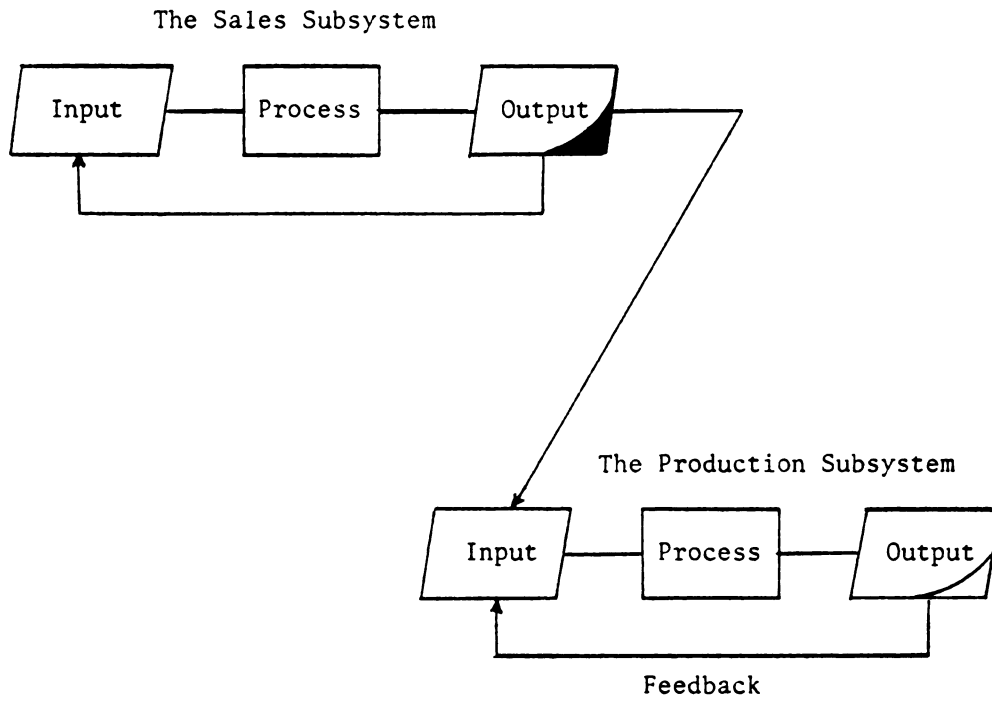 The Sales Subsystem
Input
Process
Output
The Production Subsystem
Input
Process
Output
Feedback